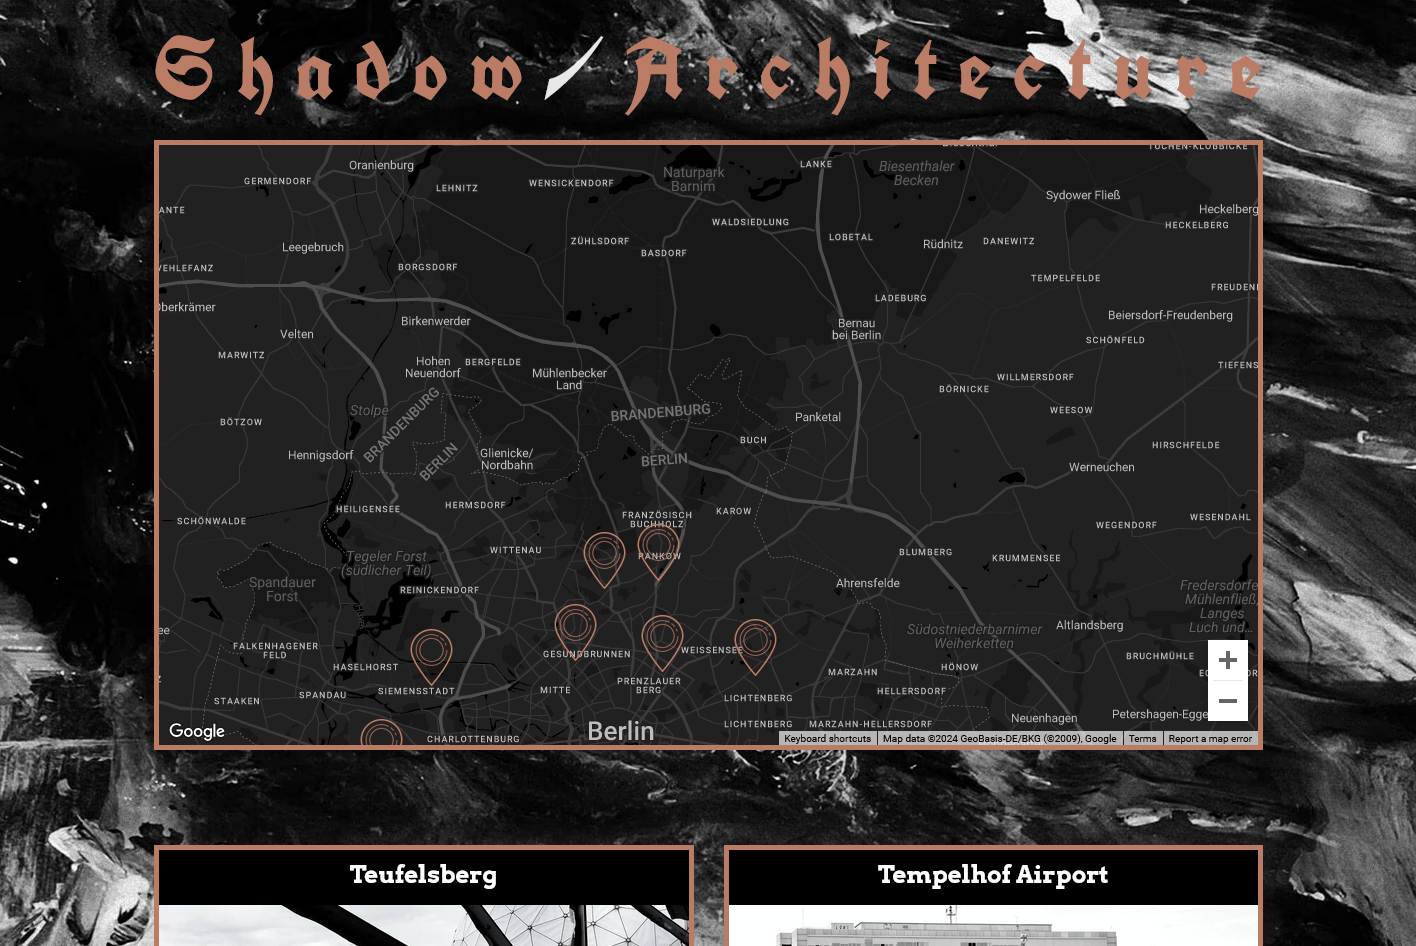 Shadow/Architecture
TUCHEN-KLOBBICKE
Oranienburg
LANKE
Naturpark
Barnim
Biesenthaler
Becken
GERMENDORF
LEHNITZ
WENSICKENDORF
Sydower Fließ
ANTE
Heckelberg
WALDSIEDLUNG
HECKELBERG
LOBETAL
Leegebruch
ZÜHLSDORF
BASDORF
Rüdnitz
DANEWITZ
VEHLEFANZ
BORGSDORF
TEMPELFELDE
FREUDEN
Oberkrämer
LADEBURG
Birkenwerder
Bernau
bei Berlin
Beiersdorf-Freudenberg
Velten
SCHÖNFELD
MARWITZ
Hohen
Neuendorf
BERGFELDE
Mühlenbecker
Land
TIEFENS
WILLMERSDORF
BÖRNICKE
Stolpe
BRANDENBURG
BERLIN
BRANDENBURG
BERLIN
Panketal
WEESOW
BÖTZOW
BUCH
HIRSCHFELDE
Hennigsdorf
Glienicke/
Nordbahn
Werneuchen
HEILIGENSEE
HERMSDORF
FRANZÖSISCH
BUCHHOLZ
KAROW
SCHÖNWALDE
WEGENDORF
WESENDAHL
WITTENAU
PANKOW
BLUMBERG
KRUMMENSEE
Tegeler Forst
(südlicher Teil)
Spandauer
Forst
REINICKENDORF
Ahrensfelde
Fredersdorfe
Mühlenfließ,
Langes
Luch und...
ee
Südostniederbarnimer
Weiherketten
Altlandsberg
FALKENHAGENER
FELD
GESUNDBRUNNEN
WEISSENSEE
BRUCHMÜHLE
HASELHORST
MARZAHN
HÖNOW
STAAKEN
SPANDAU
SIEMENSSTADT
MITTE
PRENZLAUER
BERG
LICHTENBERG
HELLERSDORF
Berlin
LICHTENBERG
MARZAHN-HELLERSDORF
Neuenhagen
Petershagen-Egge
CHARLOTTENBURG
Google
Keyboard shortcuts
Map data ©2024 GeoBasis-DE/BKG (©2009), Google
Terms
Report a map error
Teufelsberg
Tempelhof Airport